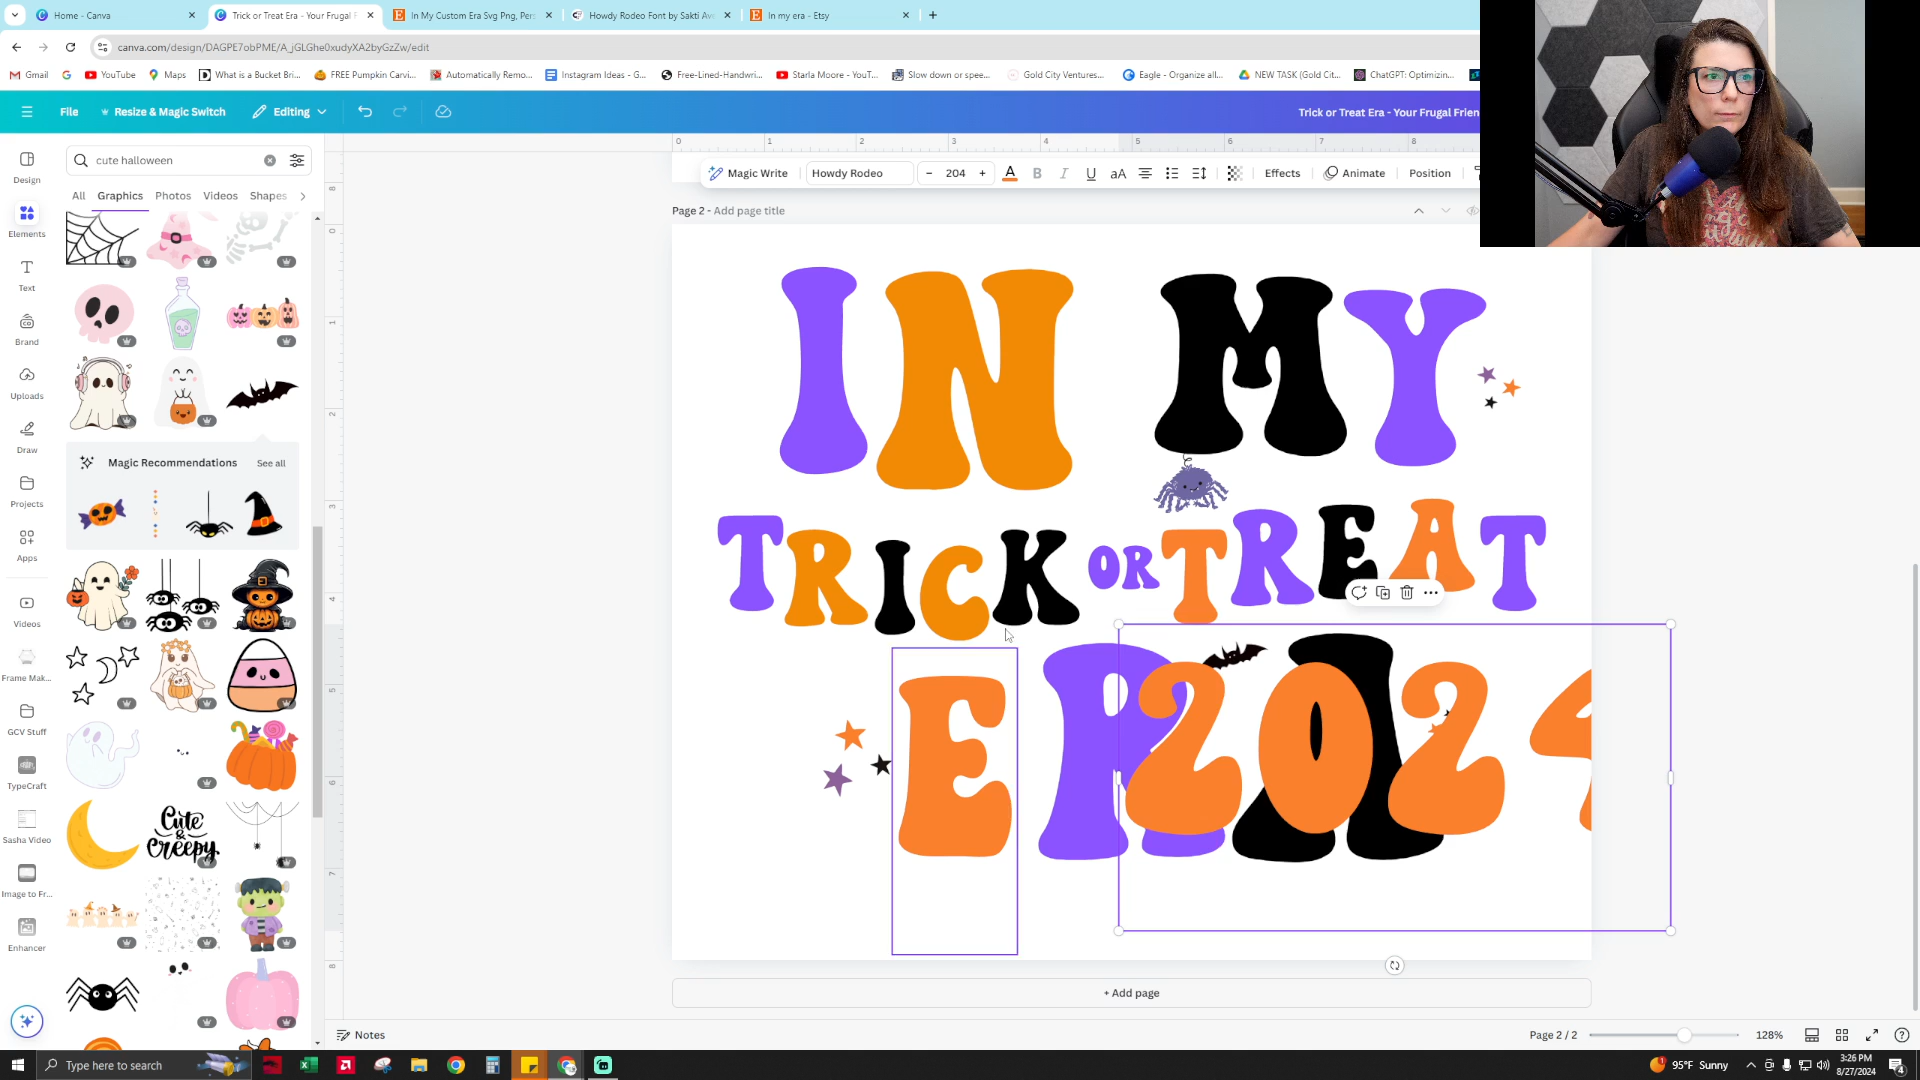 Home - Canva
Trick or Treat Era - Your Frugal F
In My Custom Era Svg Png, Pers
Howdy Rodeo Font by Sakti Av
In my era - Etsy
canva.com/design/DAGPE7obPME/A_jGLGhe0xudyXA2byGzZw/edit
Gmail
YouTube
Maps
What is a Bucket Bri...
FREE Pumpkin Carvi...
Automatically Remo...
Instagram Ideas - G...
Free-Lined-Handwri...
Starla Moore - YouT...
Slow down or spee...
Gold City Ventures...
Eagle - Organize all...
NEW TASK (Gold Cit...
ChatGPT: Optimizin...
File
Resize & Magic Switch
Editing
Trick or Treat Era - Your Frugal Frien
cute halloween
Magic Write
Howdy Rodeo
204
Effects
Animate
Position
All
Graphics
Photos
Videos
Shapes
Design
Elements
Text
Brand
Uploads
Draw
Projects
Apps
Videos
Frame Mak...
GCV Stuff
TypeCraft
Sasha Video
Image to Fr...
Enhancer
Magic Recommendations
See all
Cute & Creepy
Page 2 - Add page title
IN MY
TRICK OR TREAT
E R A
2024
+ Add page
Notes
Page 2 / 2
128%
Type here to search
95°F Sunny
3:26 PM
8/27/2024